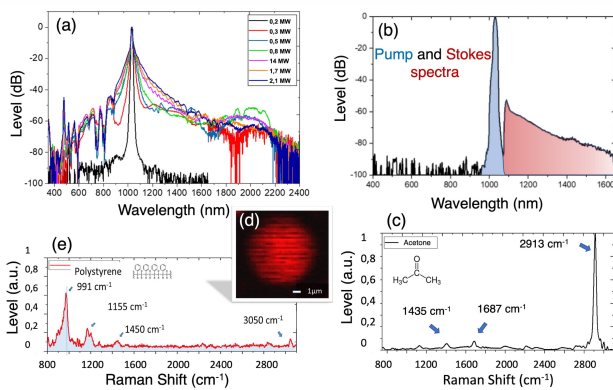 (a)
0,2 MW
0,3 MW
0,5 MW
0,8 MW
14 MW
1,7 MW
2,1 MW
0
-20
-40
-60
-80
-100
Level (dB)
400 600 800 1000 1200 1400 1600 1800 2000 2200 2400
Wavelength (nm)
(b)
Pump and Stokes
spectra
0
-20
-40
-60
-80
-100
Level (dB)
400 600 800 1000 1200 1400 1600
Wavelength (nm)
(e)
Polystyrene
991 cm-1
1155 cm-1
1450 cm-1
3050 cm-1
1
0,8
0,6
0,4
0,2
0
Level (a.u.)
800 1200 1600 2000 2400 2800
Raman Shift (cm-1)
(d)
1µm
(c)
Acetone
O
H3C CH3
2913 cm-1
1435 cm-1
1687 cm-1
1
0,8
0,6
0,4
0,2
0
Level (a.u.)
800 1200 1600 2000 2400 2800
Raman Shift (cm-1)